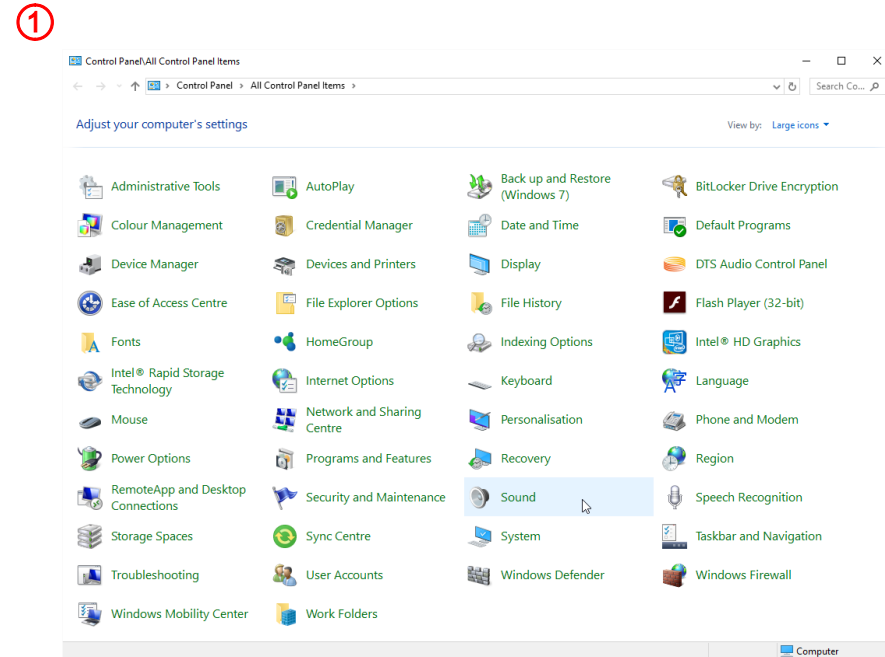 1
Control Panel\All Control Panel Items
Control Panel > All Control Panel Items >
Search Co...
Adjust your computer's settings
View by: Large icons
Administrative Tools
AutoPlay
Back up and Restore
(Windows 7)
BitLocker Drive Encryption
Colour Management
Credential Manager
Date and Time
Default Programs
Device Manager
Devices and Printers
Display
DTS Audio Control Panel
Ease of Access Centre
File Explorer Options
File History
Flash Player (32-bit)
Fonts
HomeGroup
Indexing Options
Intel® HD Graphics
Intel® Rapid Storage
Technology
Internet Options
Keyboard
Language
Mouse
Network and Sharing
Centre
Personalisation
Phone and Modem
Power Options
Programs and Features
Recovery
Region
RemoteApp and Desktop
Connections
Security and Maintenance
Sound
Speech Recognition
Storage Spaces
Sync Centre
System
Taskbar and Navigation
Troubleshooting
User Accounts
Windows Defender
Windows Firewall
Windows Mobility Center
Work Folders
Computer